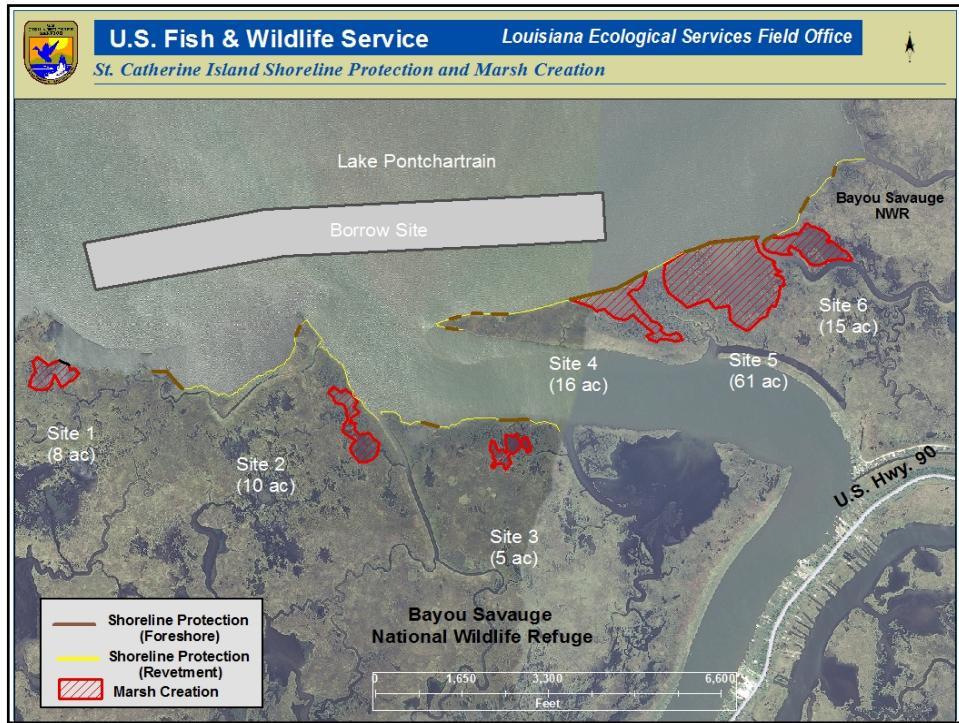 U.S. Fish & Wildlife Service
Louisiana Ecological Services Field Office
St. Catherine Island Shoreline Protection and Marsh Creation
Lake Pontchartrain
Bayou Savauge
NWR
Borrow Site
Site 6
(15 ac)
Site 5
(61 ac)
Site 4
(16 ac)
Site 1
(8 ac)
Site 2
(10 ac)
U.S. Hwy. 90
Site 3
(5 ac)
Bayou Savauge
National Wildlife Refuge
Shoreline Protection
(Foreshore)
Shoreline Protection
(Revetment)
Marsh Creation
0 1,650 3,300 6,600
Feet